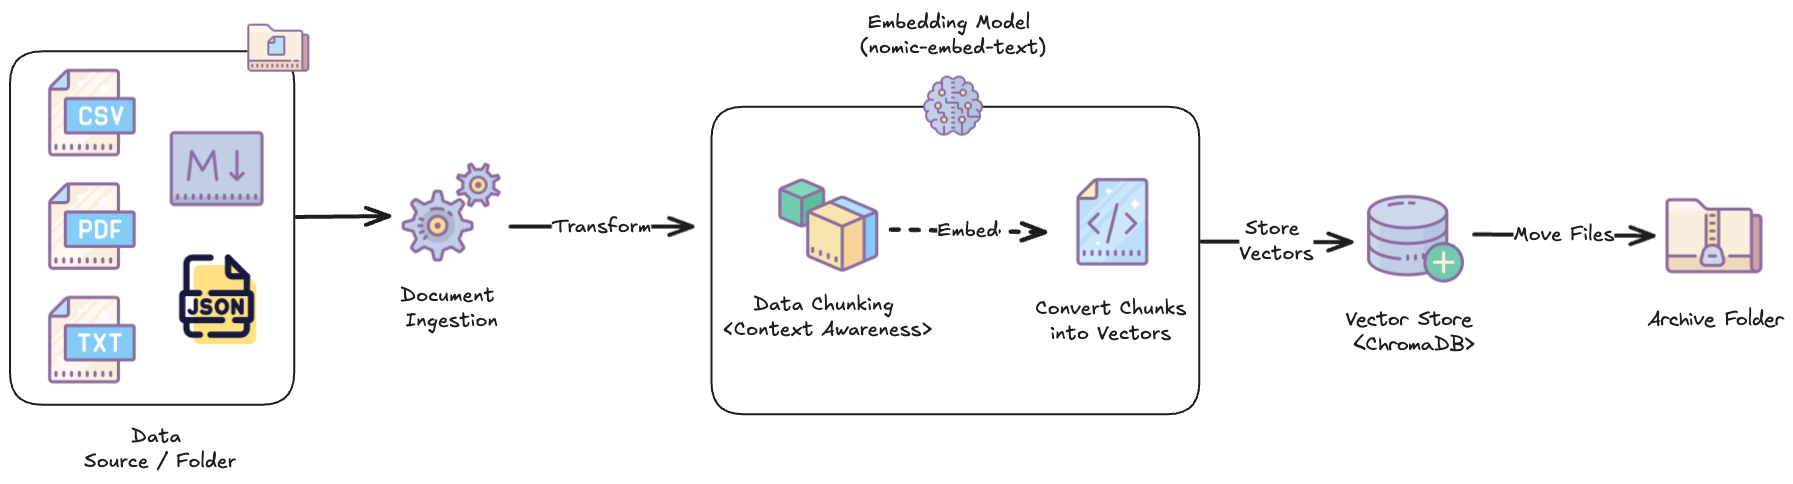 CSV
PDF
TXT
M
JSON
Data
Source / Folder
Document
Ingestion
Transform
Embedding Model
(nomic-embed-text)
Data Chunking
<Context Awareness>
Embed
</>
Convert Chunks
into Vectors
Store
Vectors
Vector Store
<ChromaDB>
Move Files
Archive Folder